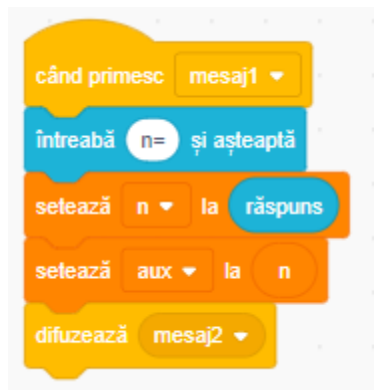 când primesc mesaj1
întreabă n= și așteaptă
setează n la răspuns
setează aux la n
difuzează mesaj2